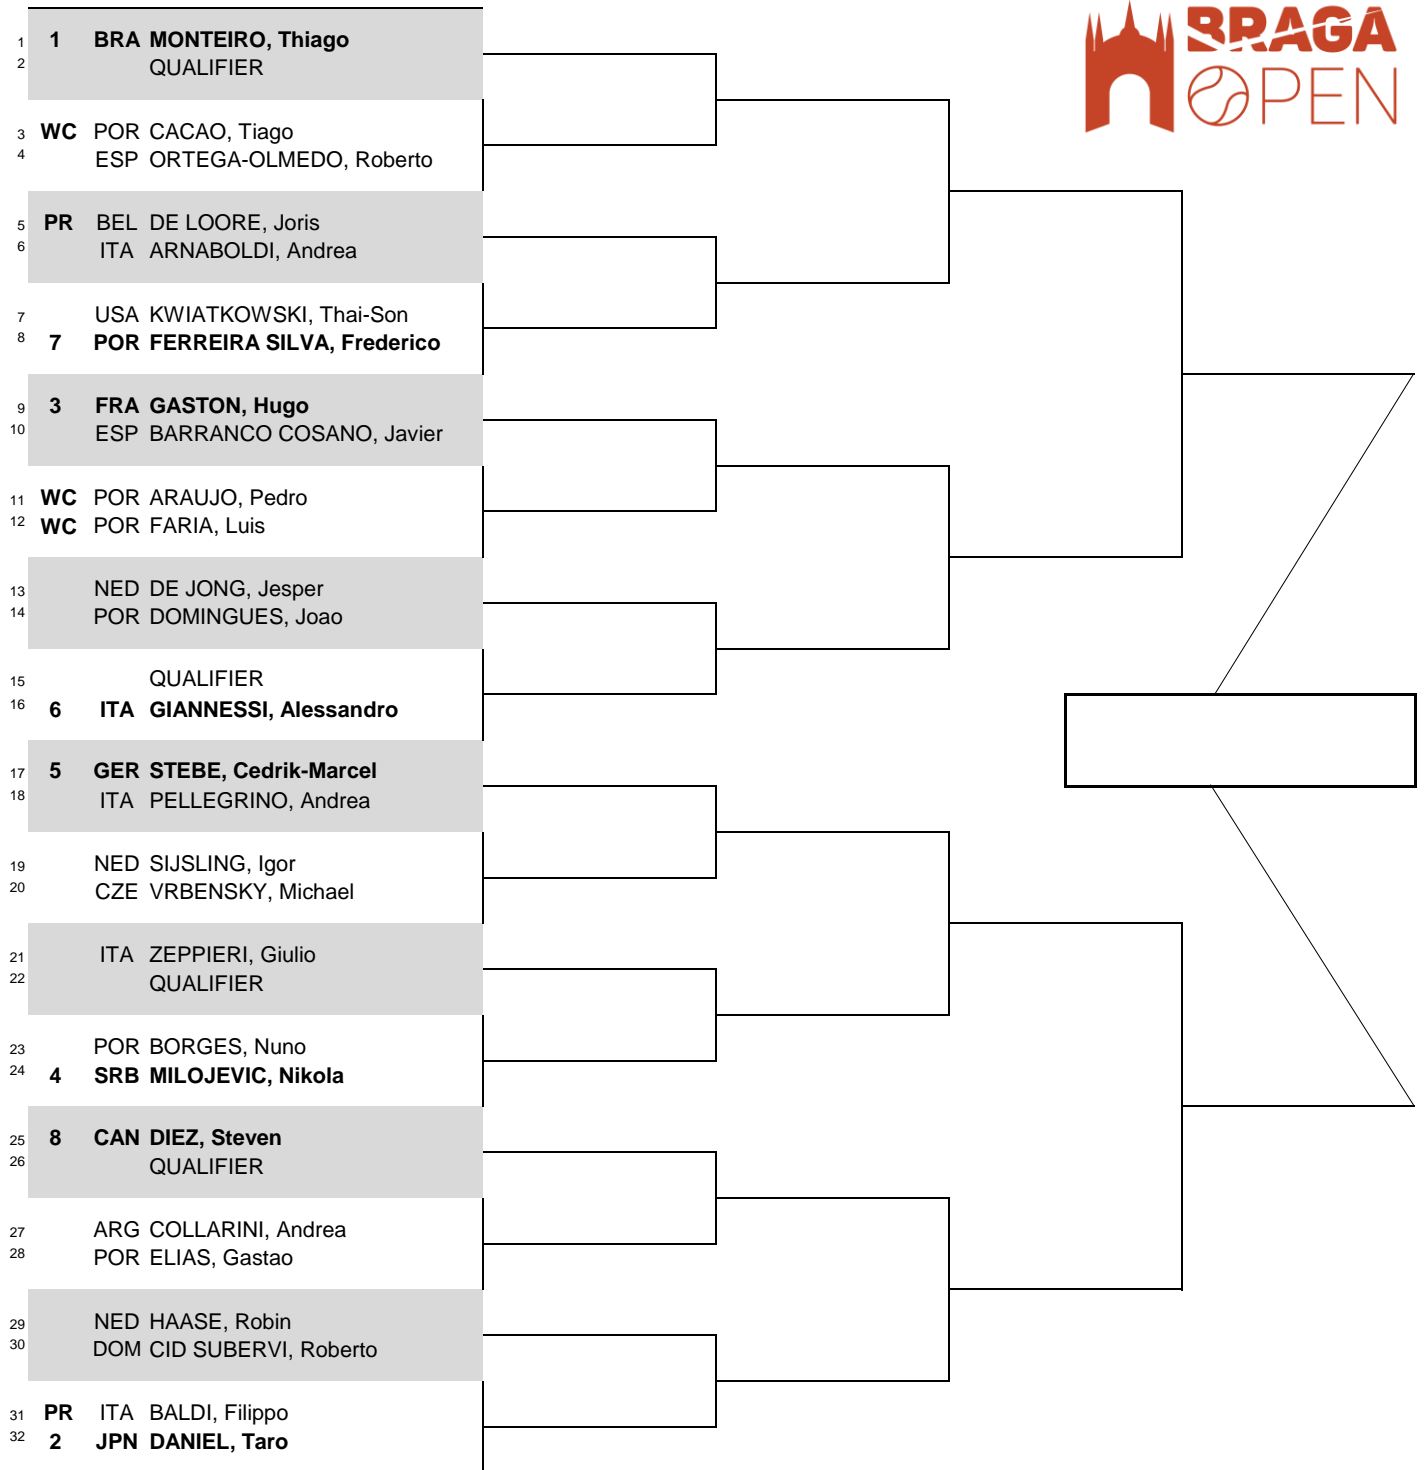 BRAGA
OPEN
1 1 BRA MONTEIRO, Thiago
2 QUALIFIER
3 WC POR CACAO, Tiago
4 ESP ORTEGA-OLMEDO, Roberto
5 PR BEL DE LOORE, Joris
6 ITA ARNABOLDI, Andrea
7 USA KWIATKOWSKI, Thai-Son
8 7 POR FERREIRA SILVA, Frederico
9 3 FRA GASTON, Hugo
10 ESP BARRANCO COSANO, Javier
11 WC POR ARAUJO, Pedro
12 WC POR FARIA, Luis
13 NED DE JONG, Jesper
14 POR DOMINGUES, Joao
15 QUALIFIER
16 6 ITA GIANNESSI, Alessandro
17 5 GER STEBE, Cedrik-Marcel
18 ITA PELLEGRINO, Andrea
19 NED SIJSLING, Igor
20 CZE VRBENSKY, Michael
21 ITA ZEPPIERI, Giulio
22 QUALIFIER
23 POR BORGES, Nuno
24 4 SRB MILOJEVIC, Nikola
25 8 CAN DIEZ, Steven
26 QUALIFIER
27 ARG COLLARINI, Andrea
28 POR ELIAS, Gastao
29 NED HAASE, Robin
30 DOM CID SUBERVI, Roberto
31 PR ITA BALDI, Filippo
32 2 JPN DANIEL, Taro